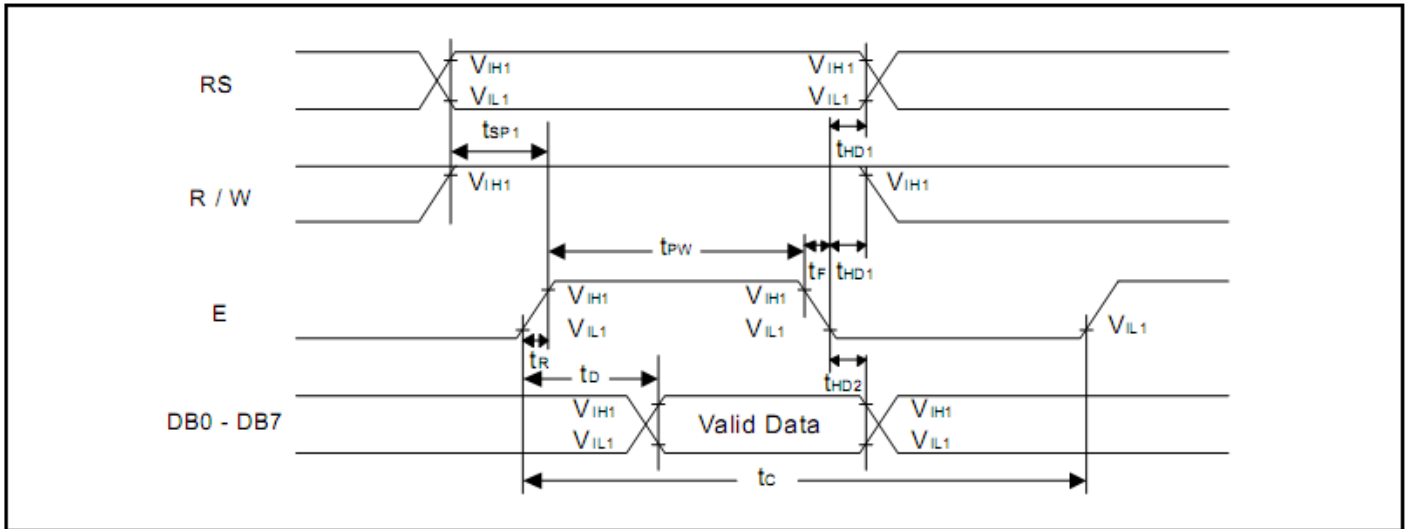 RS
VIH1
VIL1
VIH1
VIL1
tSP1
tHD1
R / W
VIH1
VIH1
tPW
tF
tHD1
E
VIH1
VIL1
VIH1
VIL1
VIL1
tR
tD
tHD2
DB0 - DB7
VIH1
VIL1
Valid Data
VIH1
VIL1
tC